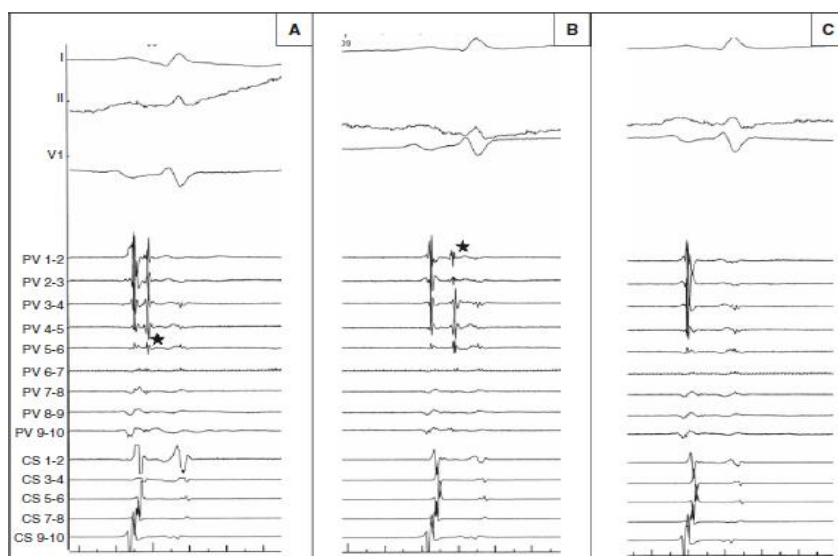 A
B
C
I
II
V1
09
PV 1-2
PV 2-3
PV 3-4
PV 4-5
PV 5-6
PV 6-7
PV 7-8
PV 8-9
PV 9-10
CS 1-2
CS 3-4
CS 5-6
CS 7-8
CS 9-10